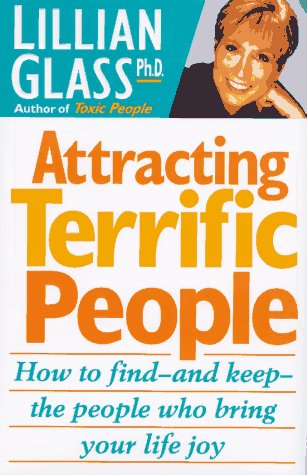 LILLIAN
GLASS Ph.D.
Author of Toxic People
Attracting
Terrific
People
How to find–and keep–
the people who bring
your life joy